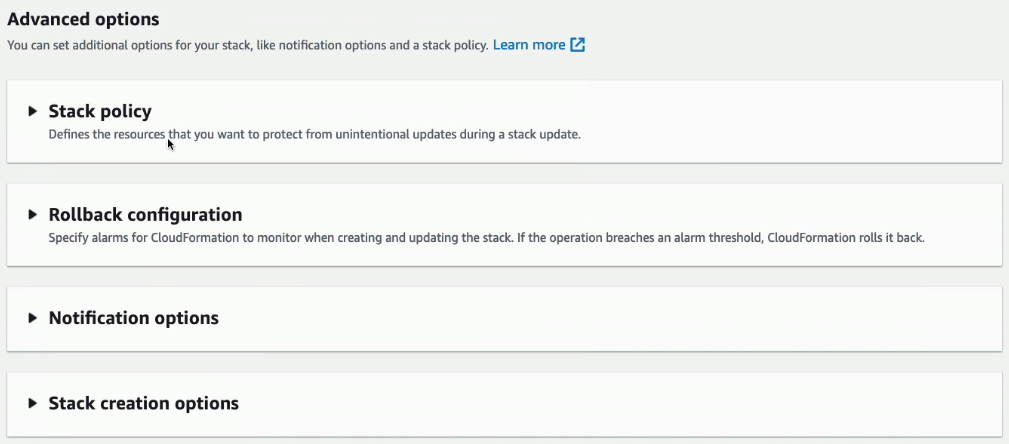 Advanced options
You can set additional options for your stack, like notification options and a stack policy. Learn more
Stack policy
Defines the resources that you want to protect from unintentional updates during a stack update.
Rollback configuration
Specify alarms for CloudFormation to monitor when creating and updating the stack. If the operation breaches an alarm threshold, CloudFormation rolls it back.
Notification options
Stack creation options